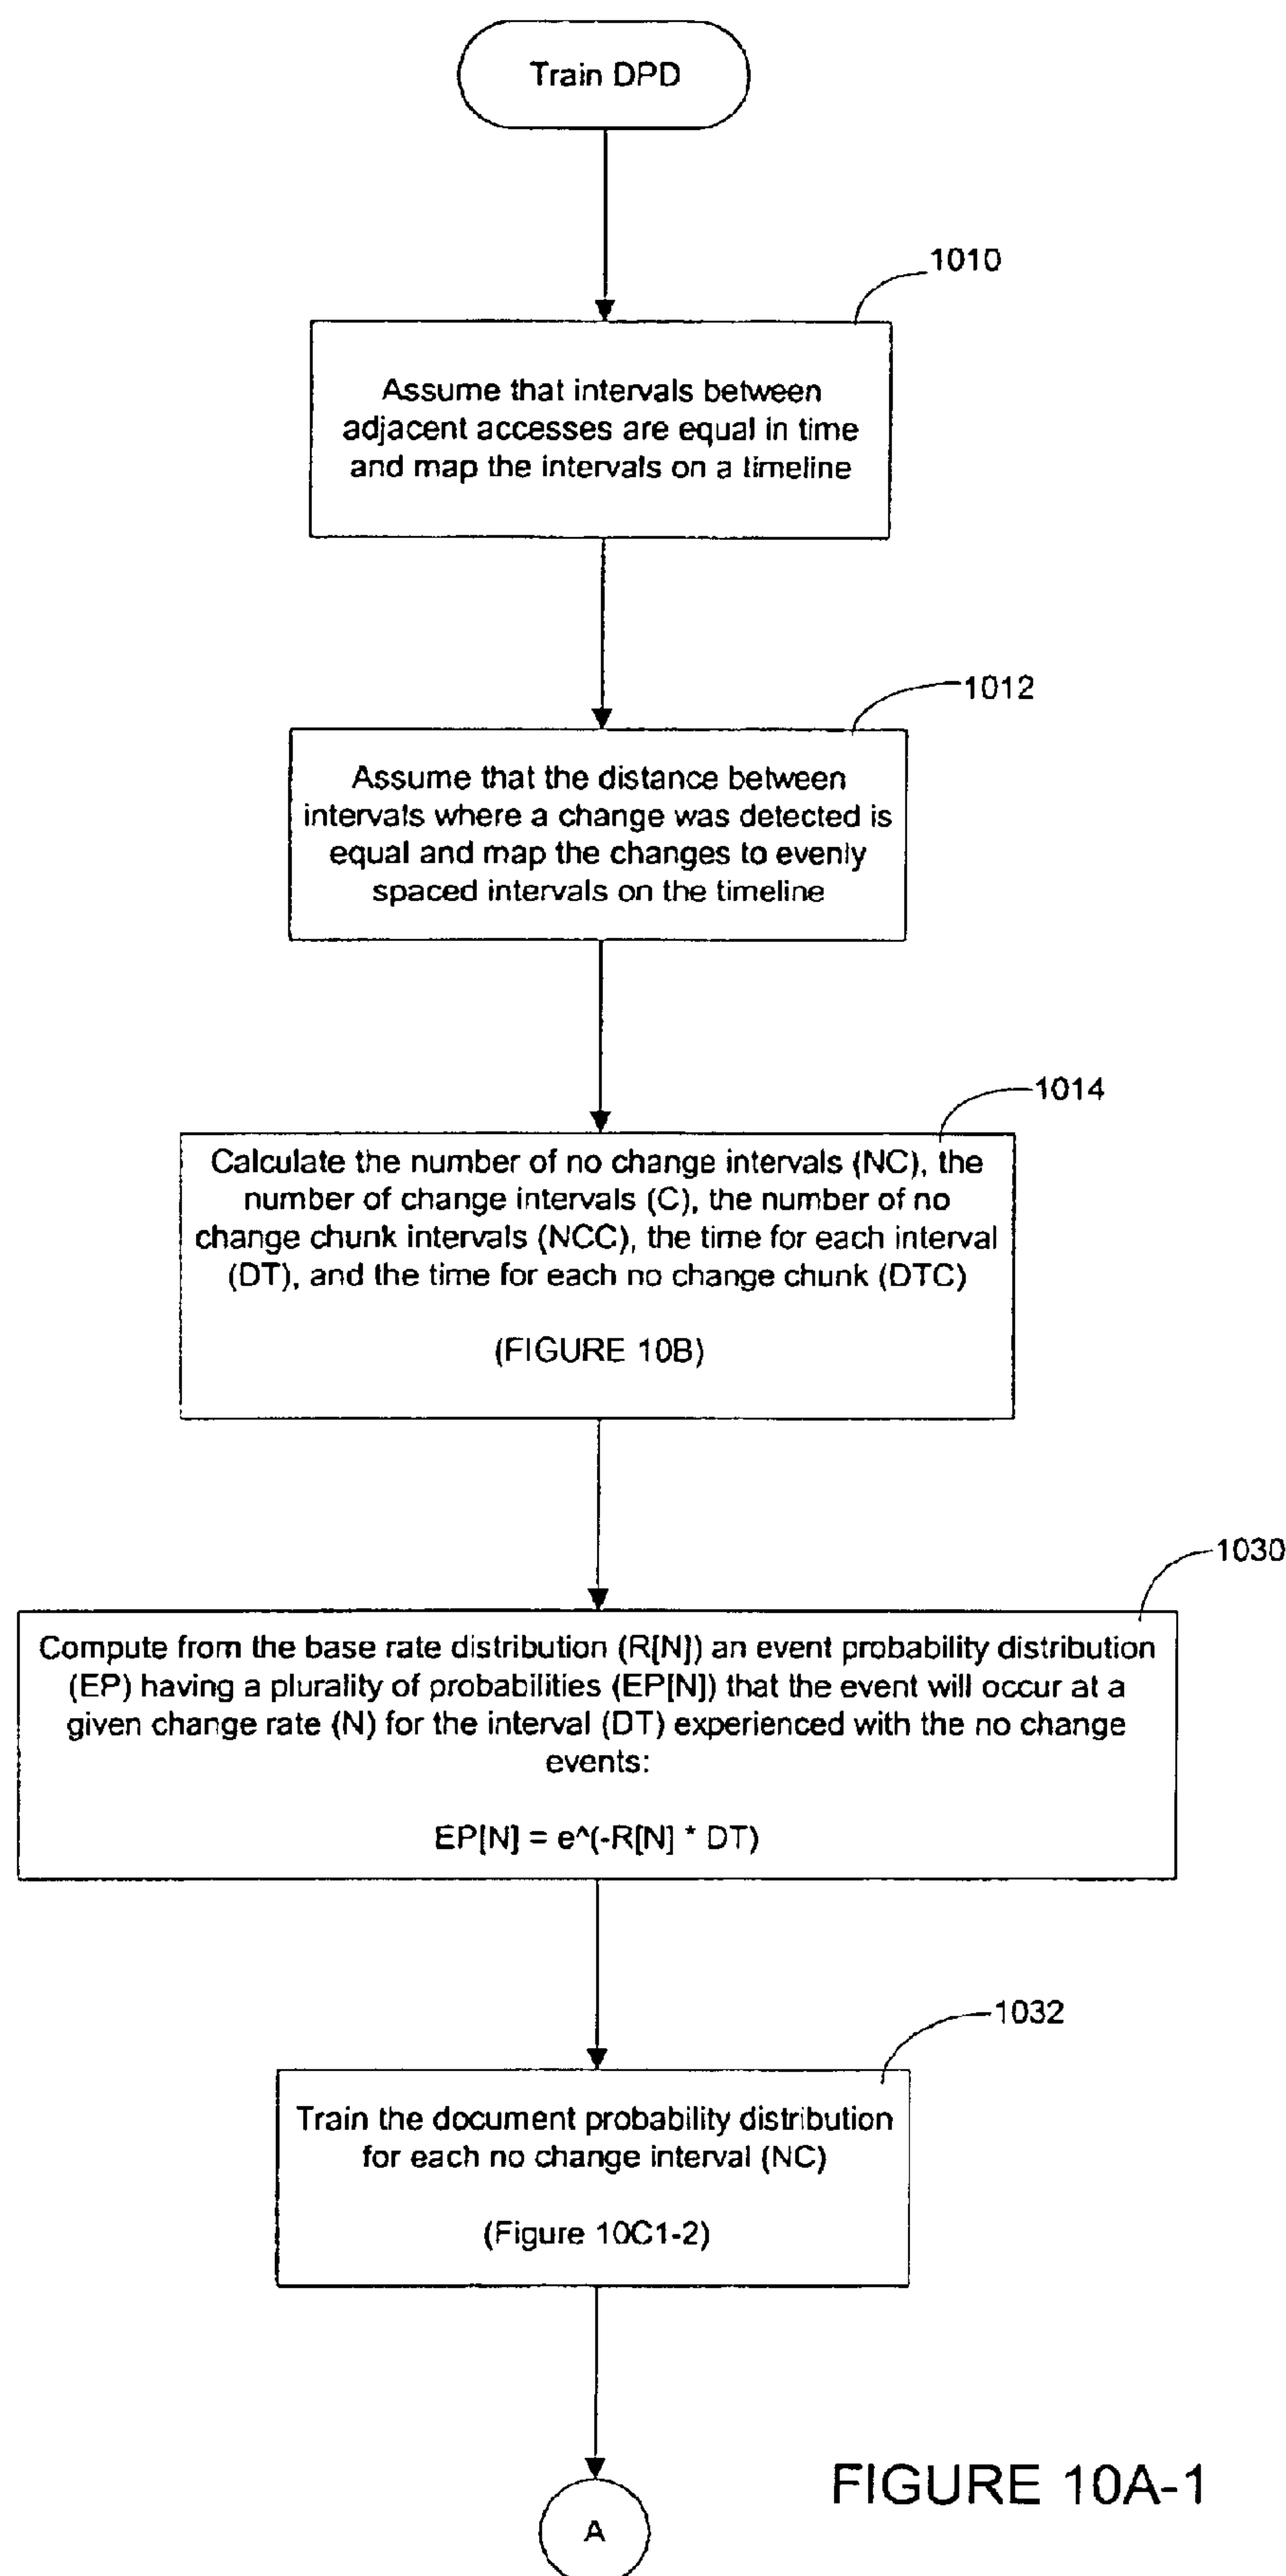 Train DPD
1010
Assume that intervals between
adjacent accesses are equal in time
and map the intervals on a timeline
1012
Assume that the distance between
intervals where a change was detected is
equal and map the changes to evenly
spaced intervals on the timeline
1014
Calculate the number of no change intervals (NC), the
number of change intervals (C), the number of no
change chunk intervals (NCC), the time for each interval
(DT), and the time for each no change chunk (DTC)
(FIGURE 10B)
1030
Compute from the base rate distribution (R[N]) an event probability distribution
(EP) having a plurality of probabilities (EP[N]) that the event will occur at a
given change rate (N) for the interval (DT) experienced with the no change
events:
EP[N] = e^(-R[N] * DT)
1032
Train the document probability distribution
for each no change interval (NC)
(Figure 10C1-2)
FIGURE 10A-1
A